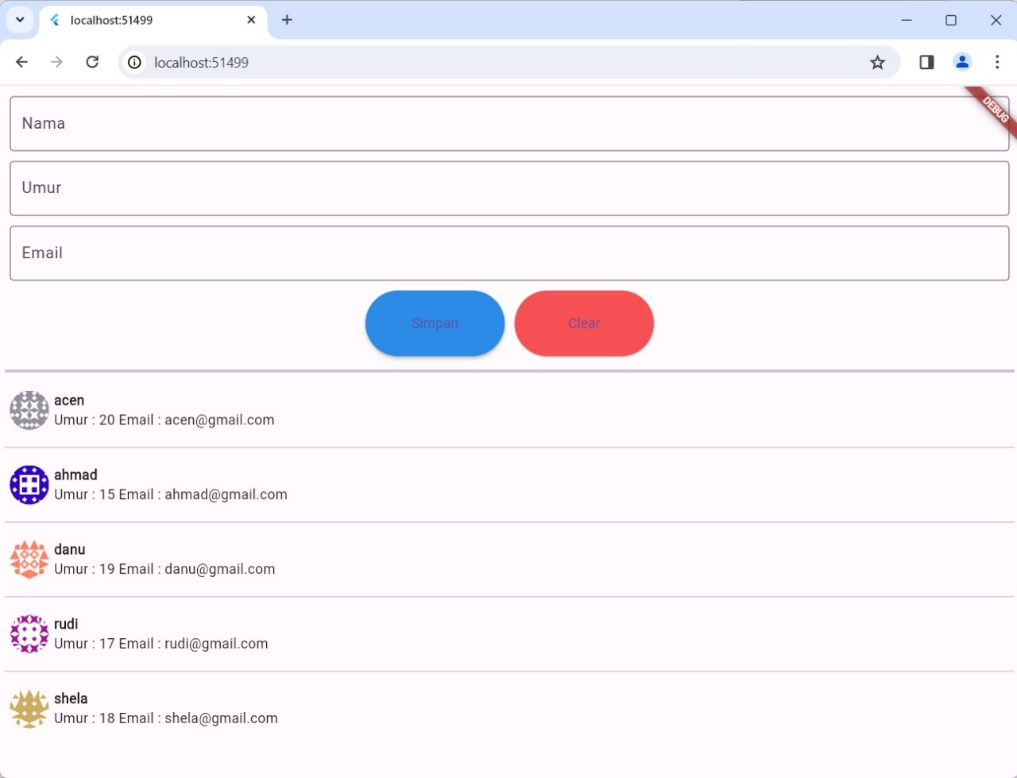 localhost:51499
localhost:51499
DEBUG
Nama
Umur
Email
Simpan Clear
acen
Umur : 20 Email : acen@gmail.com
ahmad
Umur : 15 Email : ahmad@gmail.com
danu
Umur : 19 Email : danu@gmail.com
rudi
Umur : 17 Email : rudi@gmail.com
shela
Umur : 18 Email : shela@gmail.com